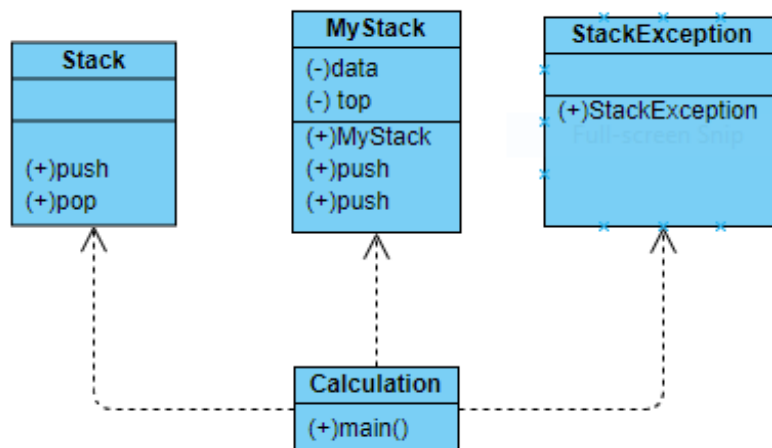 Stack
(+)push
(+)pop
MyStack
(-)data
(-) top
(+)MyStack
(+)push
(+)push
StackException
(+)StackException
Full-screen Snip
Calculation
(+)main()